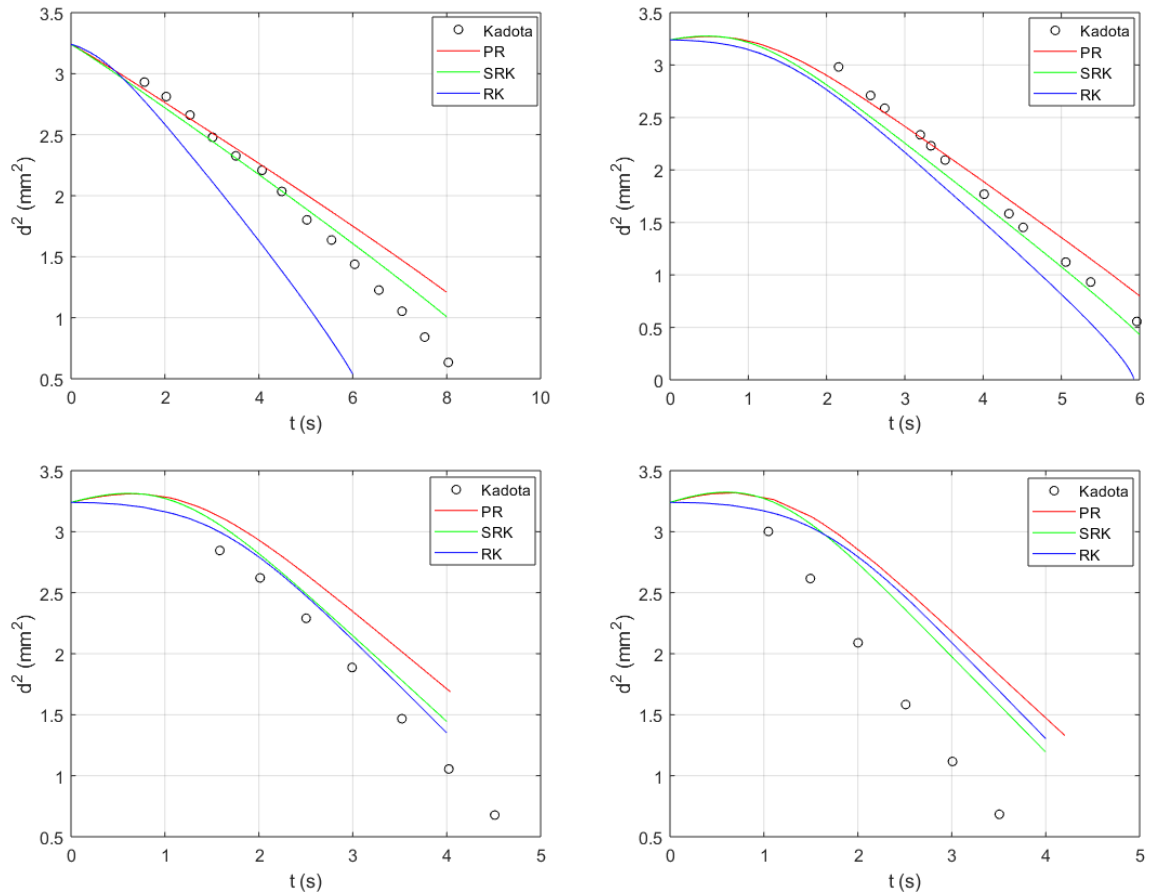 3.5
3
2.5
2
1.5
1
0.5
d² (mm²)
0 2 4 6 8 10
t (s)
Kadota
PR
SRK
RK
3.5
3
2.5
2
1.5
1
0.5
0
d² (mm²)
0 1 2 3 4 5 6
t (s)
Kadota
PR
SRK
RK
3.5
3
2.5
2
1.5
1
0.5
d² (mm²)
0 1 2 3 4 5
t (s)
Kadota
PR
SRK
RK
3.5
3
2.5
2
1.5
1
0.5
d² (mm²)
0 1 2 3 4 5
t (s)
Kadota
PR
SRK
RK